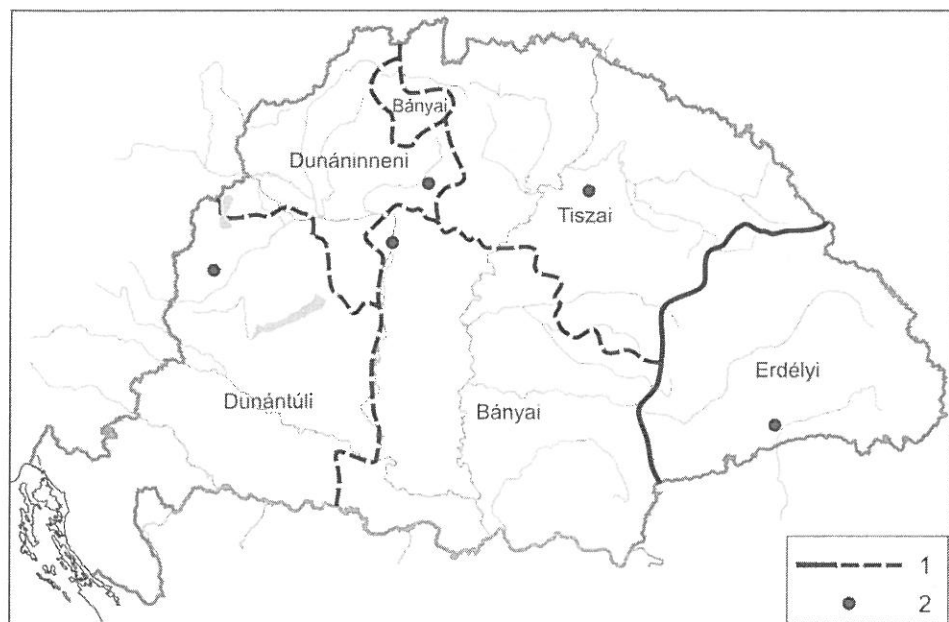 Bányai
Dunáninneni
Tiszai
Erdélyi
Dunántúli
Bányai
1
2